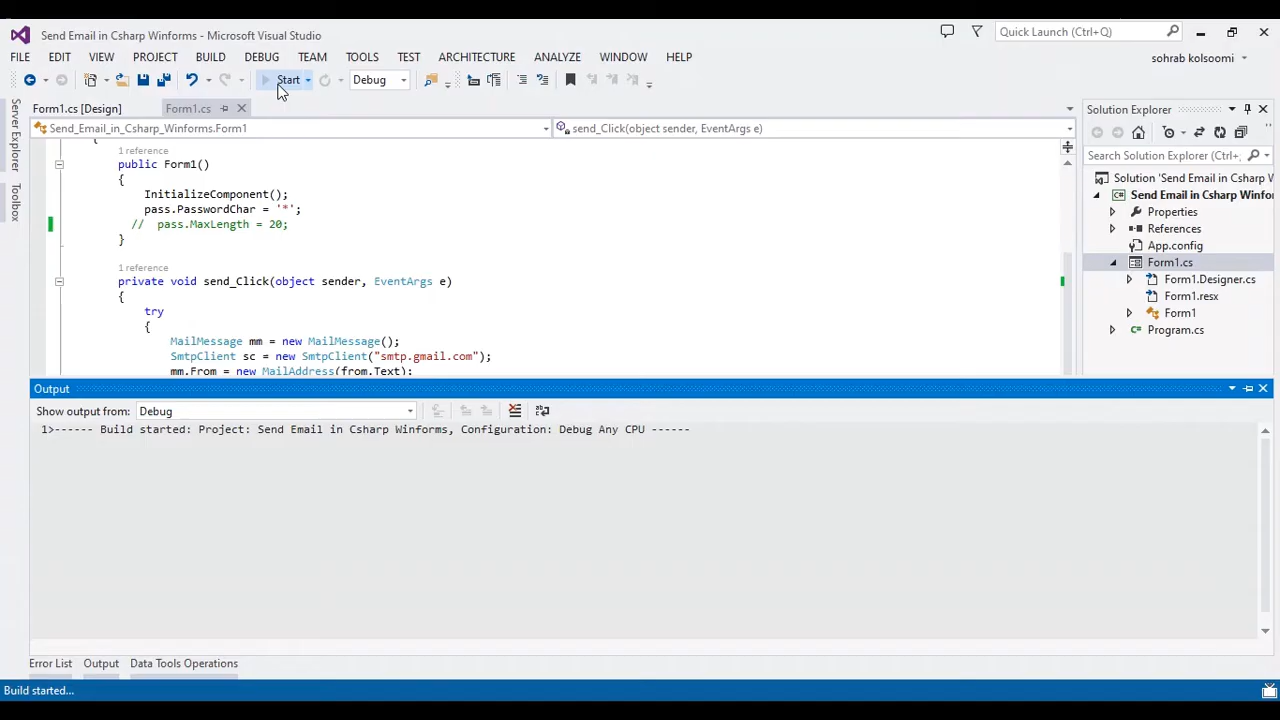 Send Email in Csharp Winforms - Microsoft Visual Studio
Quick Launch (Ctrl+Q)
FILE EDIT VIEW PROJECT BUILD DEBUG TEAM TOOLS TEST ARCHITECTURE ANALYZE WINDOW HELP
sohrab kolsoomi
Start
Debug
Server Explorer
Toolbox
Form1.cs [Design]
Form1.cs
Send_Email_in_Csharp_Winforms.Form1
send_Click(object sender, EventArgs e)
{
1 reference
public Form1()
{
InitializeComponent();
pass.PasswordChar = '*';
// pass.MaxLength = 20;
}
1 reference
private void send_Click(object sender, EventArgs e)
{
try
{
MailMessage mm = new MailMessage();
SmtpClient sc = new SmtpClient("smtp.gmail.com");
mm.From = new MailAddress(from.Text);
Solution Explorer
Search Solution Explorer (Ctrl+;
Solution 'Send Email in Csharp W
Send Email in Csharp Winfor
Properties
References
App.config
Form1.cs
Form1.Designer.cs
Form1.resx
Form1
Program.cs
Output
Show output from: Debug
1>------ Build started: Project: Send Email in Csharp Winforms, Configuration: Debug Any CPU ------
Error List Output Data Tools Operations
Build started...